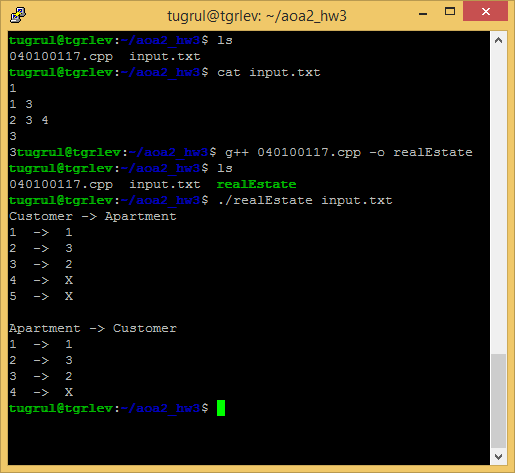 tugrul@tgrlev: ~/aoa2_hw3
tugrul@tgrlev:~/aoa2_hw3$ ls
040100117.cpp  input.txt
tugrul@tgrlev:~/aoa2_hw3$ cat input.txt
1
1 3
2 3 4
3
3tugrul@tgrlev:~/aoa2_hw3$ g++ 040100117.cpp -o realEstate
tugrul@tgrlev:~/aoa2_hw3$ ls
040100117.cpp  input.txt  realEstate
tugrul@tgrlev:~/aoa2_hw3$ ./realEstate input.txt
Customer -> Apartment
1  ->  1
2  ->  3
3  ->  2
4  ->  X
5  ->  X

Apartment -> Customer
1  ->  1
2  ->  3
3  ->  2
4  ->  X
tugrul@tgrlev:~/aoa2_hw3$